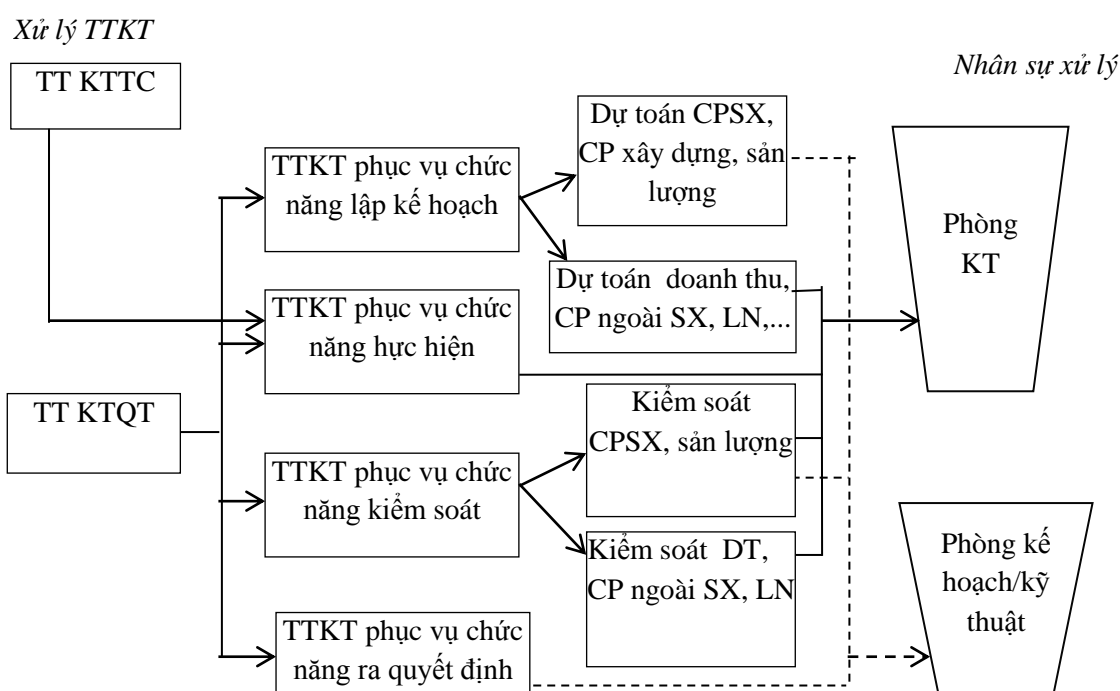 Xử lý TTKT
Nhân sự xử lý
TT KTTC
TTKT phục vụ chức
năng lập kế hoạch
Dự toán CPSX,
CP xây dựng, sản
lượng
Dự toán doanh thu,
CP ngoài SX, LN,...
Phòng
KT
TTKT phục vụ chức
năng hực hiện
TT KTQT
Kiểm soát
CPSX, sản lượng
TTKT phục vụ chức
năng kiểm soát
Kiểm soát DT,
CP ngoài SX, LN
Phòng kế
hoạch/kỹ
thuật
TTKT phục vụ chức
năng ra quyết định